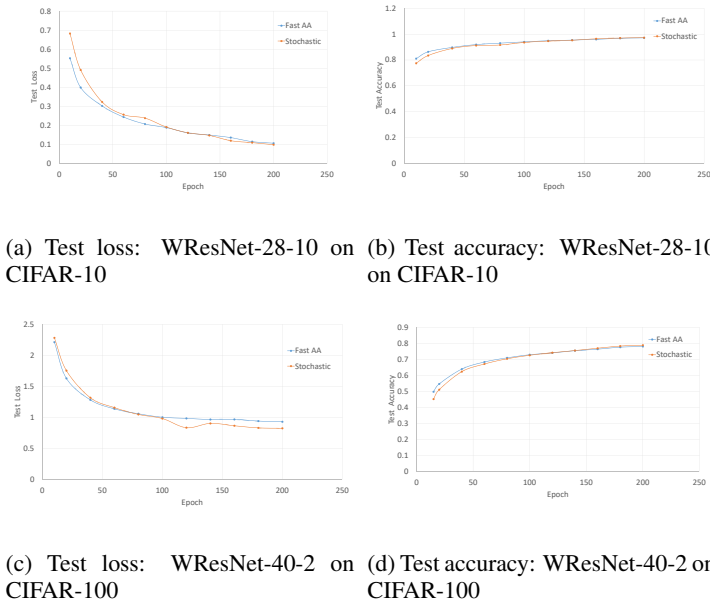 0.8
0.7
0.6
0.5
0.4
0.3
0.2
0.1
0
0 50 100 150 200 250
Test Loss
Epoch
Fast AA
Stochastic
1.2
1
0.8
0.6
0.4
0.2
0
0 50 100 150 200 250
Test Accuracy
Epoch
Fast AA
Stochastic
(a) Test loss: WResNet-28-10 on
CIFAR-10
(b) Test accuracy: WResNet-28-10
on CIFAR-10
2.5
2
1.5
1
0.5
0
0 50 100 150 200 250
Test Loss
Epoch
Fast AA
Stochastic
0.9
0.8
0.7
0.6
0.5
0.4
0.3
0.2
0.1
0
0 50 100 150 200 250
Test Accuracy
Epoch
Fast AA
Stochastic
(c) Test loss: WResNet-40-2 on
CIFAR-100
(d) Test accuracy: WResNet-40-2 on
CIFAR-100